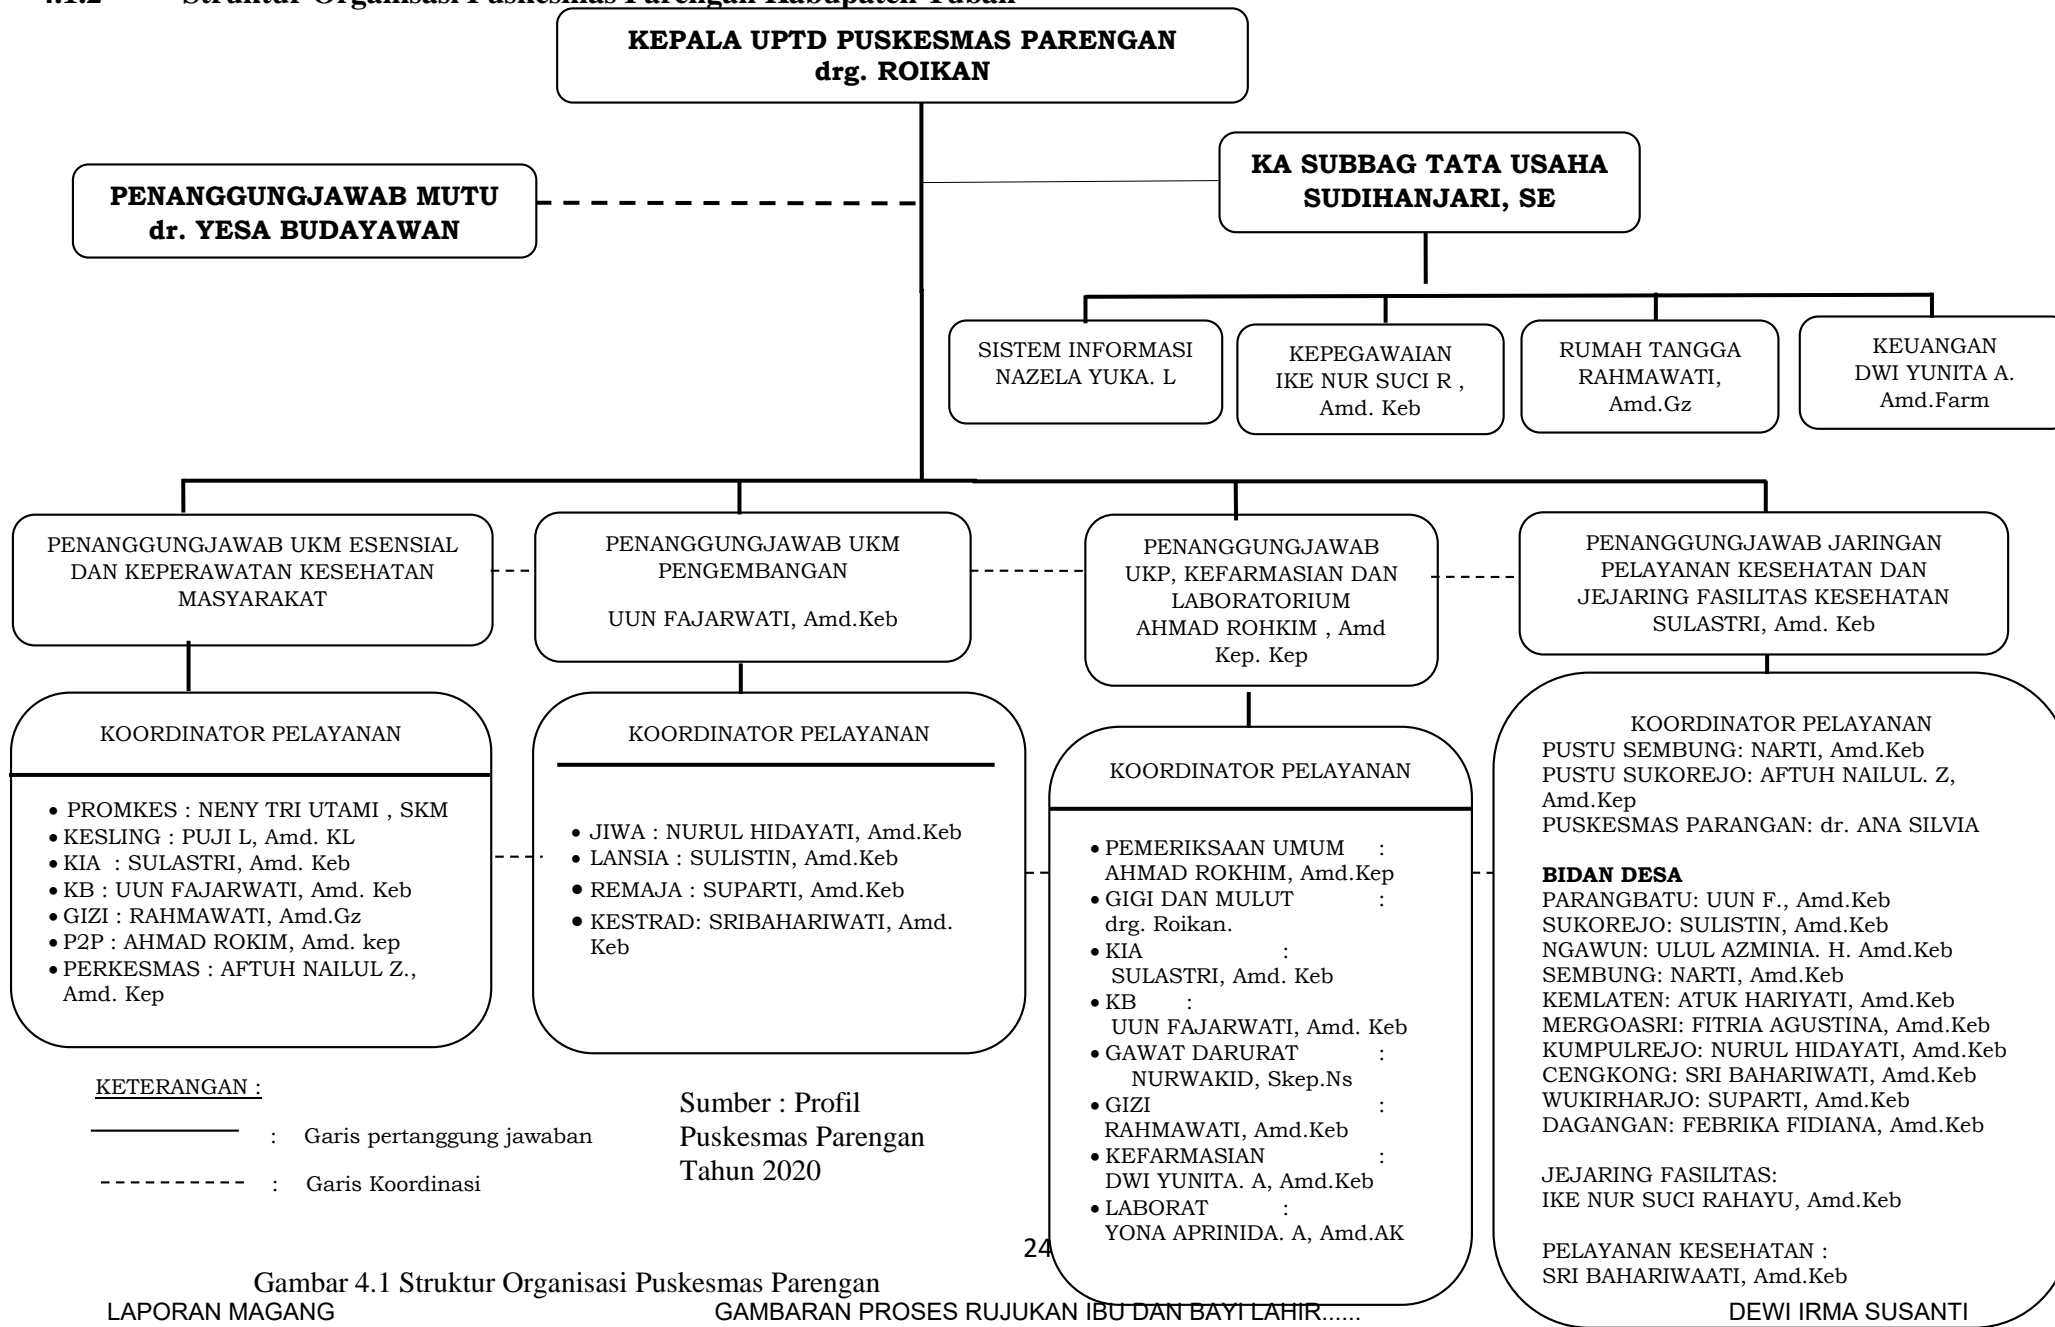 4.1.2 Struktur Organisasi Puskesmas Parengan Kabupaten Tuban
KEPALA UPTD PUSKESMAS PARENGAN
drg. ROIKAN
PENANGGUNGJAWAB MUTU
dr. YESA BUDAYAWAN
KA SUBBAG TATA USAHA
SUDIHANJARI, SE
SISTEM INFORMASI
NAZELA YUKA. L
KEPEGAWAIAN
IKE NUR SUCI R ,
Amd. Keb
RUMAH TANGGA
RAHMAWATI,
Amd.Gz
KEUANGAN
DWI YUNITA A.
Amd.Farm
PENANGGUNGJAWAB UKM ESENSIAL
DAN KEPERAWATAN KESEHATAN
MASYARAKAT
PENANGGUNGJAWAB UKM
PENGEMBANGAN
UUN FAJARWATI, Amd.Keb
PENANGGUNGJAWAB
UKP, KEFARMASIAN DAN
LABORATORIUM
AHMAD ROHKIM , Amd
Kep. Kep
PENANGGUNGJAWAB JARINGAN
PELAYANAN KESEHATAN DAN
JEJARING FASILITAS KESEHATAN
SULASTRI, Amd. Keb
KOORDINATOR PELAYANAN
• PROMKES : NENY TRI UTAMI , SKM
• KESLING : PUJI L, Amd. KL
• KIA : SULASTRI, Amd. Keb
• KB : UUN FAJARWATI, Amd. Keb
• GIZI : RAHMAWATI, Amd.Gz
• P2P : AHMAD ROKIM, Amd. kep
• PERKESMAS : AFTUH NAILUL Z.,
Amd. Kep
KOORDINATOR PELAYANAN
• JIWA : NURUL HIDAYATI, Amd.Keb
• LANSIA : SULISTIN, Amd.Keb
• REMAJA : SUPARTI, Amd.Keb
• KESTRAD: SRIBAHARIWATI, Amd.
Keb
KOORDINATOR PELAYANAN
• PEMERIKSAAN UMUM :
AHMAD ROKHIM, Amd.Kep
• GIGI DAN MULUT :
drg. Roikan.
• KIA :
SULASTRI, Amd. Keb
• KB :
UUN FAJARWATI, Amd. Keb
• GAWAT DARURAT :
NURWAKID, Skep.Ns
• GIZI :
RAHMAWATI, Amd.Keb
• KEFARMASIAN :
DWI YUNITA. A, Amd.Keb
• LABORAT :
YONA APRINIDA. A, Amd.AK
KOORDINATOR PELAYANAN
PUSTU SEMBUNG: NARTI, Amd.Keb
PUSTU SUKOREJO: AFTUH NAILUL. Z,
Amd.Kep
PUSKESMAS PARANGAN: dr. ANA SILVIA
BIDAN DESA
PARANGBATU: UUN F., Amd.Keb
SUKOREJO: SULISTIN, Amd.Keb
NGAWUN: ULUL AZMINIA. H. Amd.Keb
SEMBUNG: NARTI, Amd.Keb
KEMLATEN: ATUK HARIYATI, Amd.Keb
MERGOASRI: FITRIA AGUSTINA, Amd.Keb
KUMPULREJO: NURUL HIDAYATI, Amd.Keb
CENGKONG: SRI BAHARIWATI, Amd.Keb
WUKIRHARJO: SUPARTI, Amd.Keb
DAGANGAN: FEBRIKA FIDIANA, Amd.Keb
JEJARING FASILITAS:
IKE NUR SUCI RAHAYU, Amd.Keb
PELAYANAN KESEHATAN :
SRI BAHARIWAATI, Amd.Keb
KETERANGAN :
: Garis pertanggung jawaban
: Garis Koordinasi
Sumber : Profil
Puskesmas Parengan
Tahun 2020
24
Gambar 4.1 Struktur Organisasi Puskesmas Parengan
LAPORAN MAGANG GAMBARAN PROSES RUJUKAN IBU DAN BAYI LAHIR...... DEWI IRMA SUSANTI